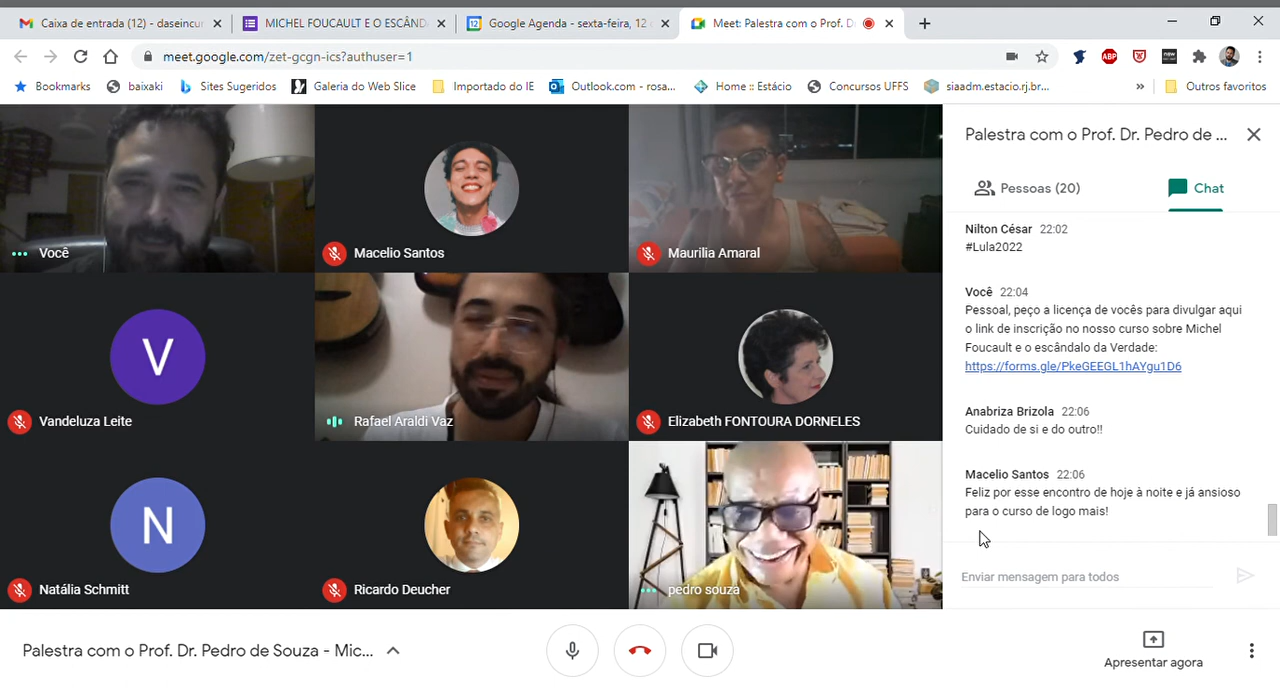 Caixa de entrada (12) - daseincur
MICHEL FOUCAULT E O ESCÂND
Google Agenda - sexta-feira, 12 d
Meet: Palestra com o Prof. D
meet.google.com/zet-gcgn-ics?authuser=1
ABP
Bookmarks
baixaki
Sites Sugeridos
Galeria do Web Slice
Importado do IE
Outlook.com - rosa...
Home :: Estácio
Concursos UFFS
siaadm.estacio.rj.br...
»
Outros favoritos
Você
Macelio Santos
Maurilia Amaral
V
Vandeluza Leite
Rafael Araldi Vaz
Elizabeth FONTOURA DORNELES
N
Natália Schmitt
Ricardo Deucher
pedro souza
Palestra com o Prof. Dr. Pedro de ...
Pessoas (20)
Chat
Nilton César 22:02
#Lula2022
Você 22:04
Pessoal, peço a licença de vocês para divulgar aqui
o link de inscrição no nosso curso sobre Michel
Foucault e o escândalo da Verdade:
https://forms.gle/PkeGEEGL1hAYgu1D6
Anabriza Brizola 22:06
Cuidado de si e do outro!!
Macelio Santos 22:06
Feliz por esse encontro de hoje à noite e já ansioso
para o curso de logo mais!
Enviar mensagem para todos
Palestra com o Prof. Dr. Pedro de Souza - Mic...
Apresentar agora